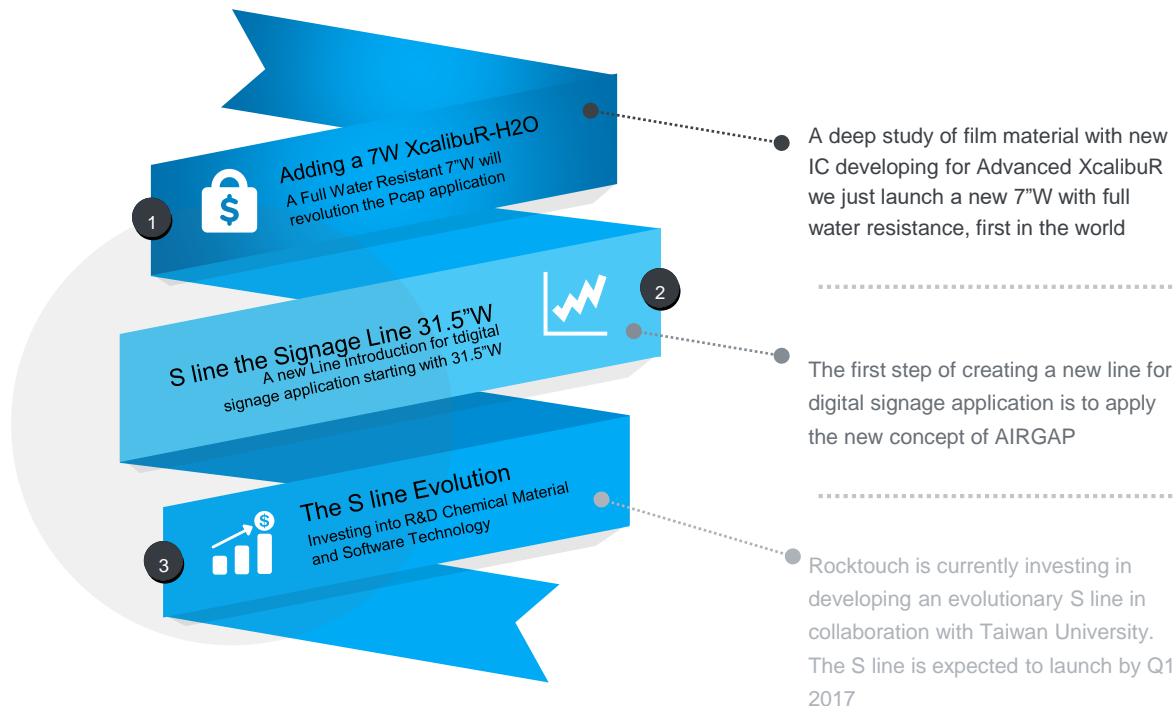 Adding a 7W XcalibuR-H2O
A Full Water Resistant 7”W will
revolution the Pcap application
1
$
A deep study of film material with new
IC developing for Advanced XcalibuR
we just launch a new 7”W with full
water resistance, first in the world
2
S line the Signage Line 31.5”W
A new Line introduction for tdigital
signage application starting with 31.5”W
The first step of creating a new line for
digital signage application is to apply
the new concept of AIRGAP
The S line Evolution
Investing into R&D Chemical Material
and Software Technology
$
3
Rocktouch is currently investing in
developing an evolutionary S line in
collaboration with Taiwan University.
The S line is expected to launch by Q1
2017